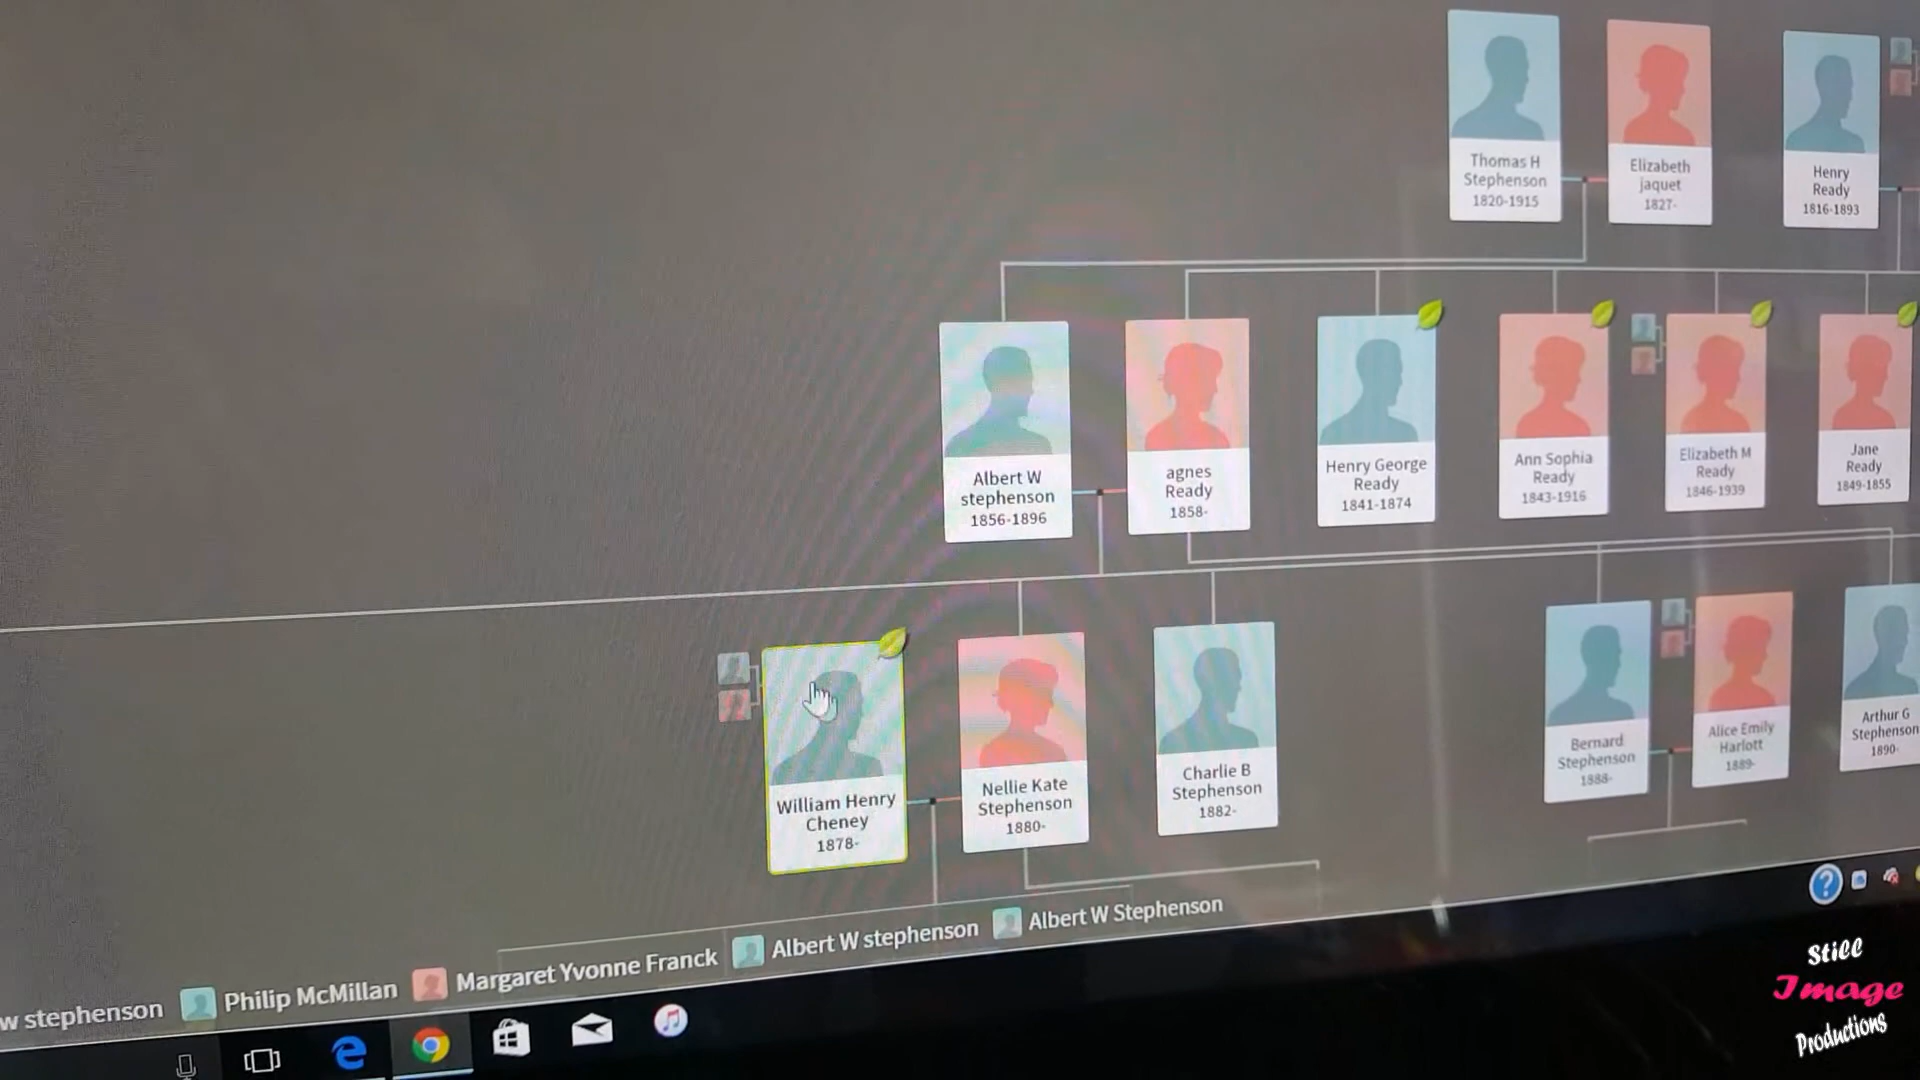 Thomas H
Stephenson
1820-1915
Elizabeth
jaquet
1827-
Henry
Ready
1816-1893
Albert W
stephenson
1856-1896
agnes
Ready
1858-
Henry George
Ready
1841-1874
Ann Sophia
Ready
1843-1916
Elizabeth M
Ready
1846-1939
Jane
Ready
1849-1855
William Henry
Cheney
1878-
Nellie Kate
Stephenson
1880-
Charlie B
Stephenson
1882-
Bernard
Stephenson
1888-
Alice Emily
Harlott
1889-
Arthur G
Stephenson
1890-
w stephenson
Philip McMillan
Margaret Yvonne Franck
Albert W stephenson
Albert W Stephenson
?
Still
Image
Productions